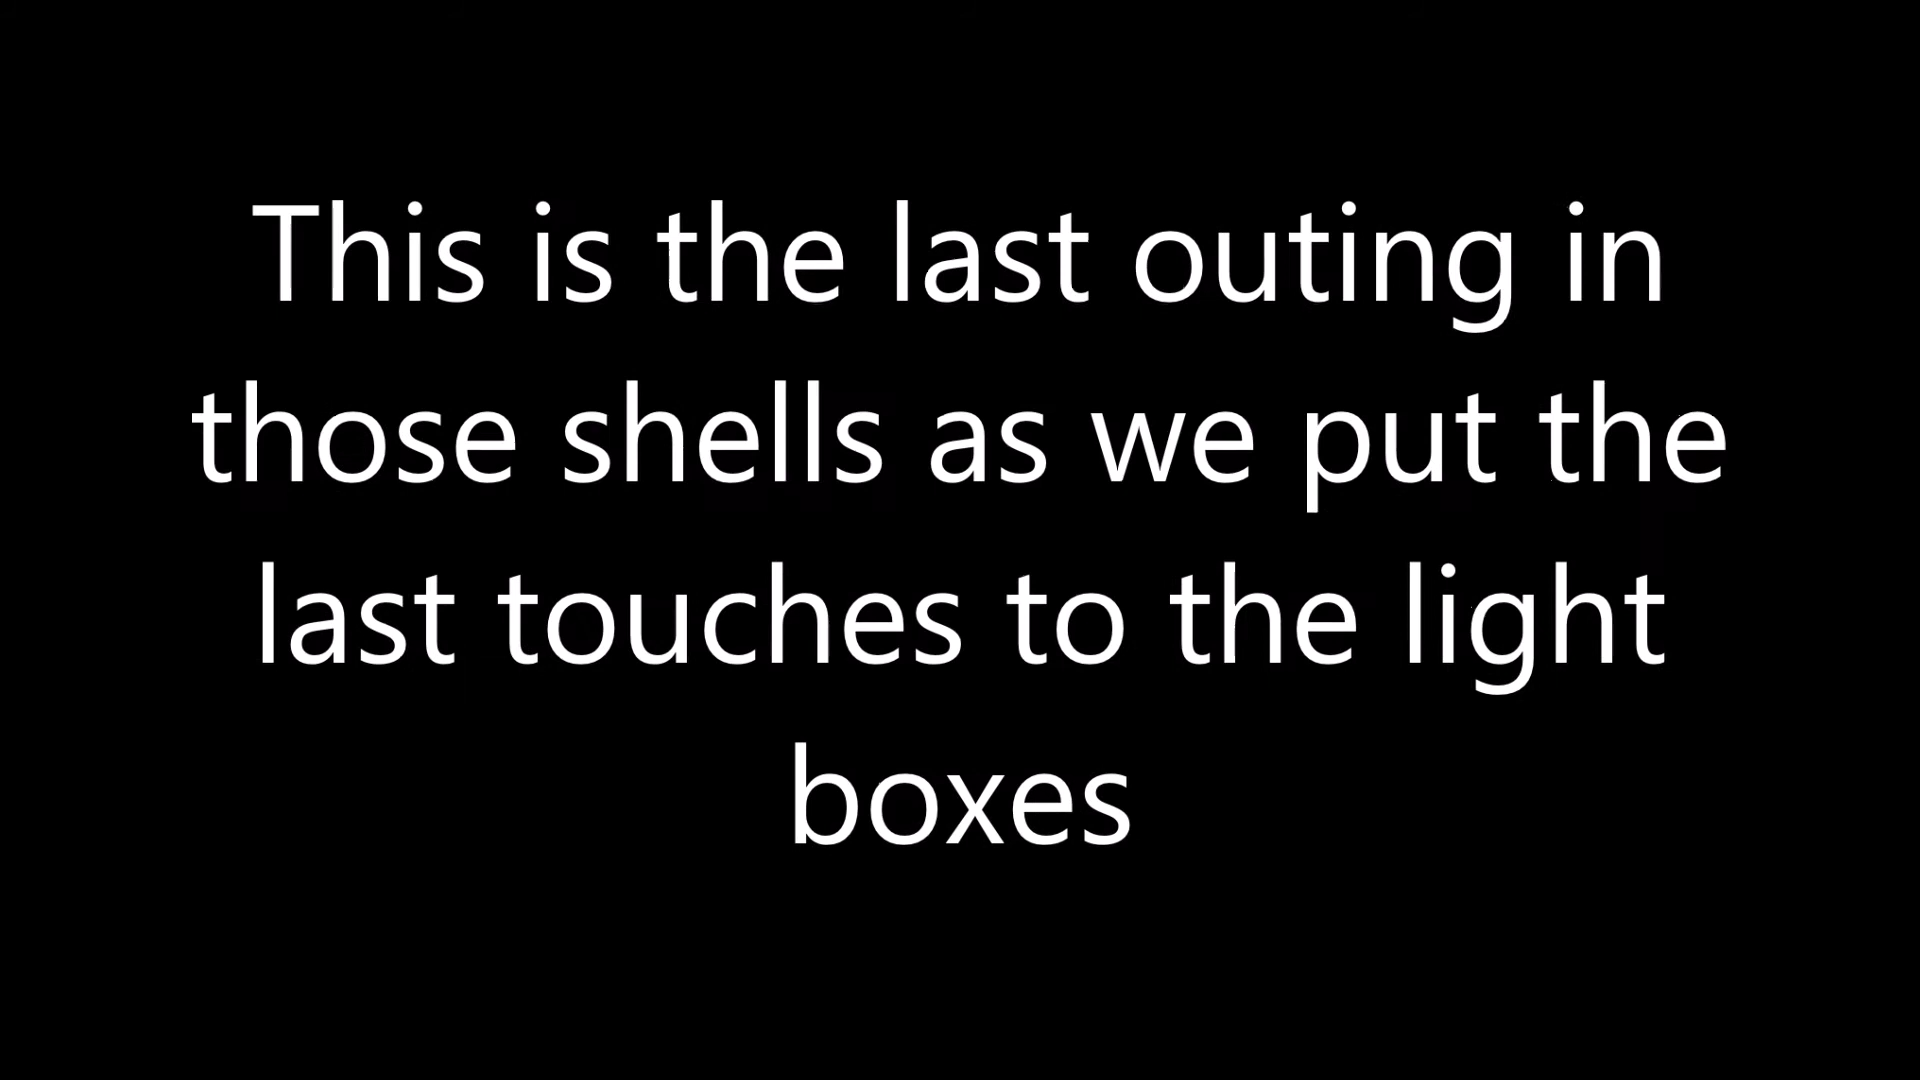 This is the last outing in
those shells as we put the
last touches to the light
boxes